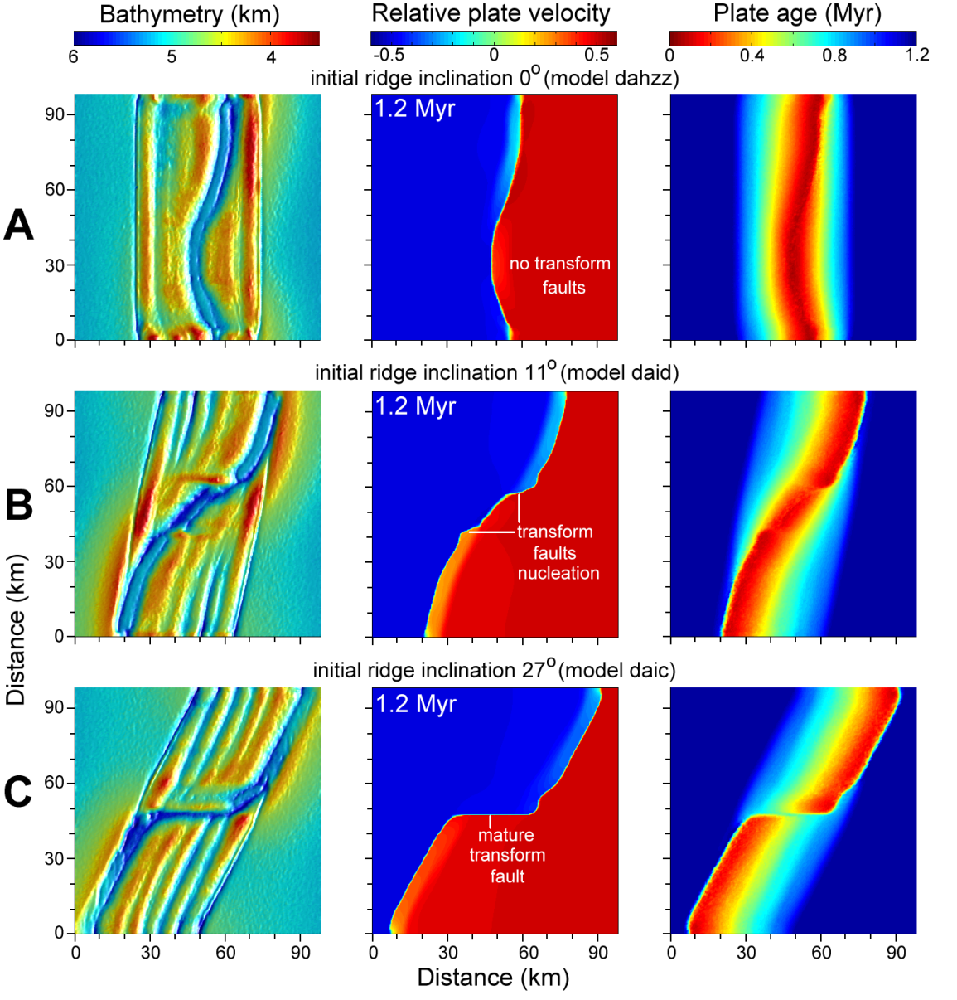 Bathymetry (km)
Relative plate velocity
Plate age (Myr)
6 5 4
-0.5 0 0.5
0 0.4 0.8 1.2
initial ridge inclination 0° (model dahzz)
A
90
60
30
0
1.2 Myr
no transform
faults
initial ridge inclination 11° (model daid)
B
90
60
30
0
1.2 Myr
transform
faults
nucleation
initial ridge inclination 27° (model daic)
C
90
60
30
0
1.2 Myr
mature
transform
fault
Distance (km)
0 30 60 90
0 30 60 90
0 30 60 90
Distance (km)